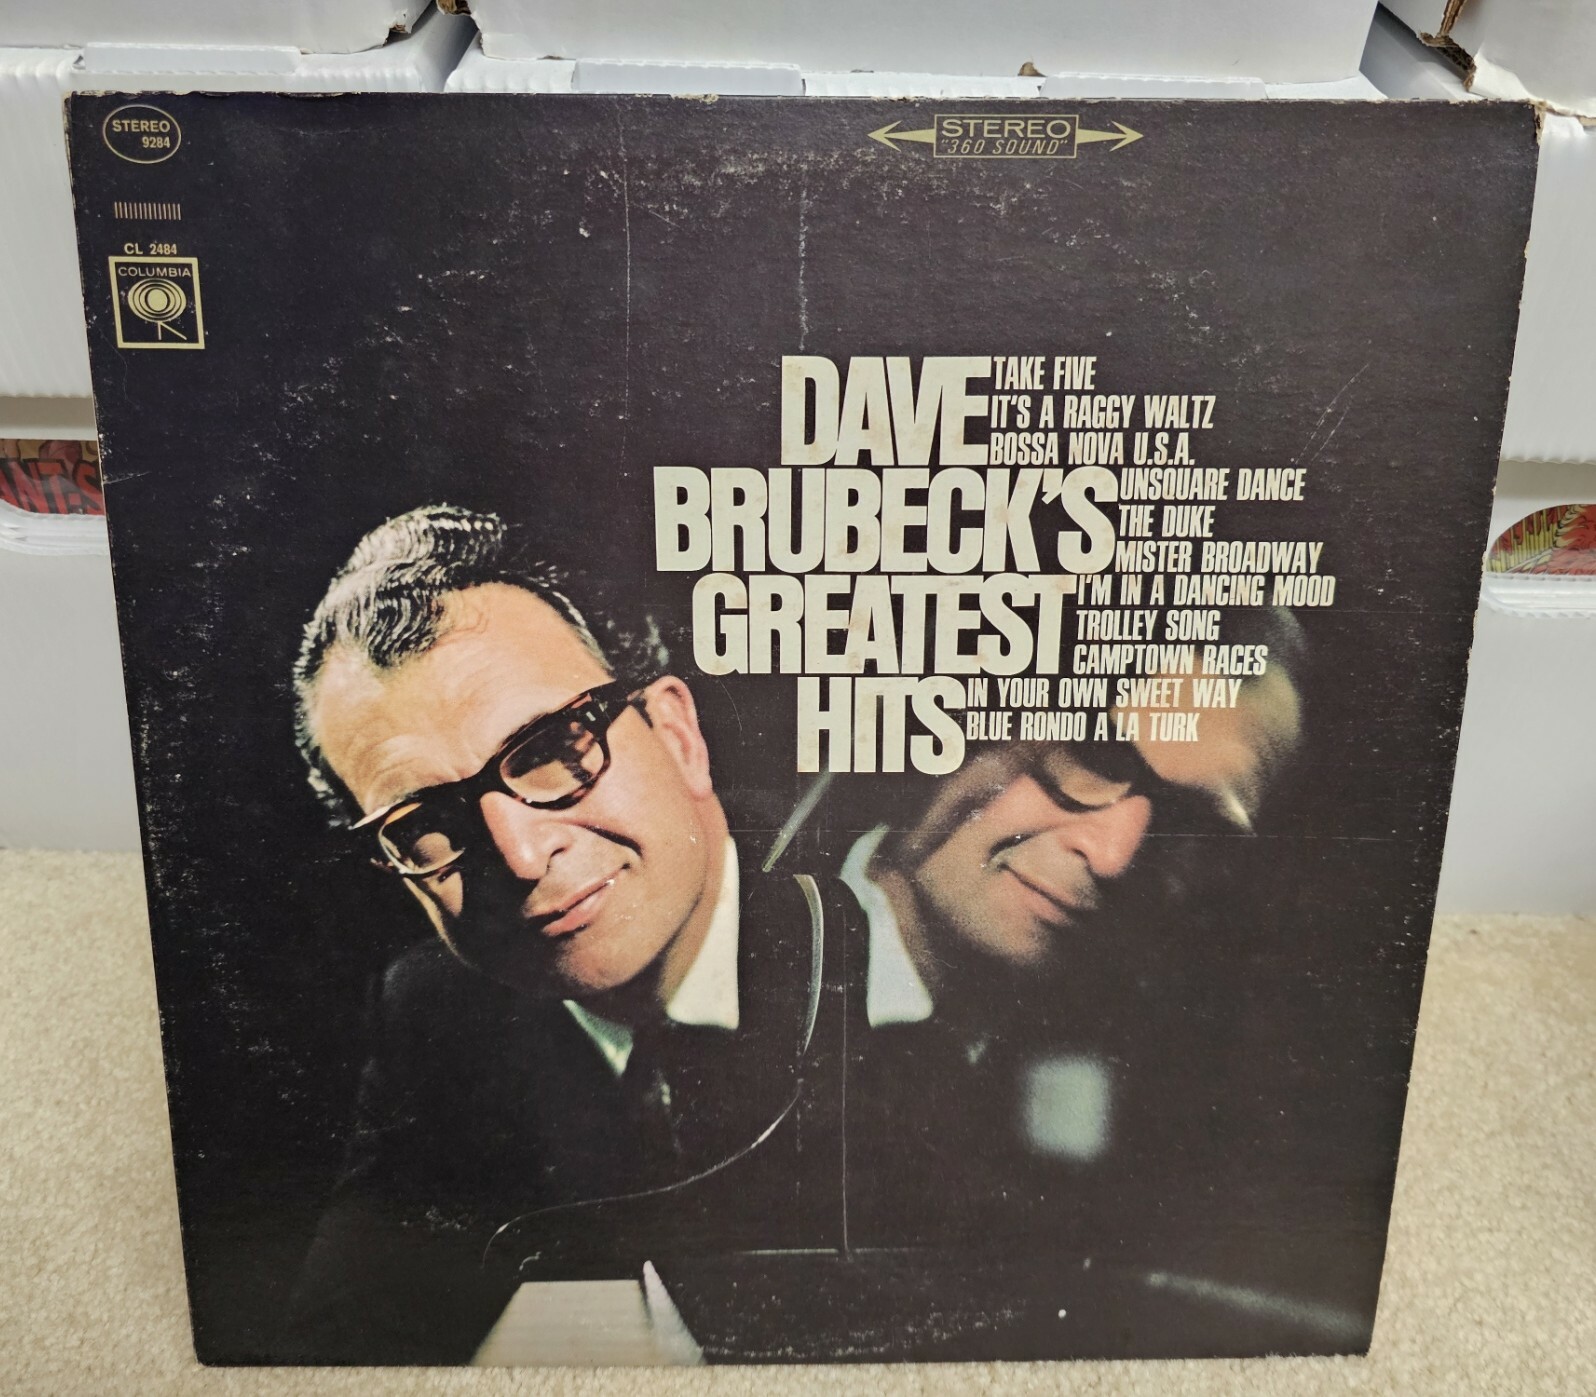 STEREO
9284
CL 2484
COLUMBIA
STEREO
"360 SOUND"
DAVE
TAKE FIVE
IT'S A RAGGY WALTZ
BOSSA NOVA U.S.A.
BRUBECK'S
UNSQUARE DANCE
THE DUKE
MISTER BROADWAY
GREATEST
I'M IN A DANCING MOOD
TROLLEY SONG
CAMPTOWN RACES
HITS
IN YOUR OWN SWEET WAY
BLUE RONDO A LA TURK